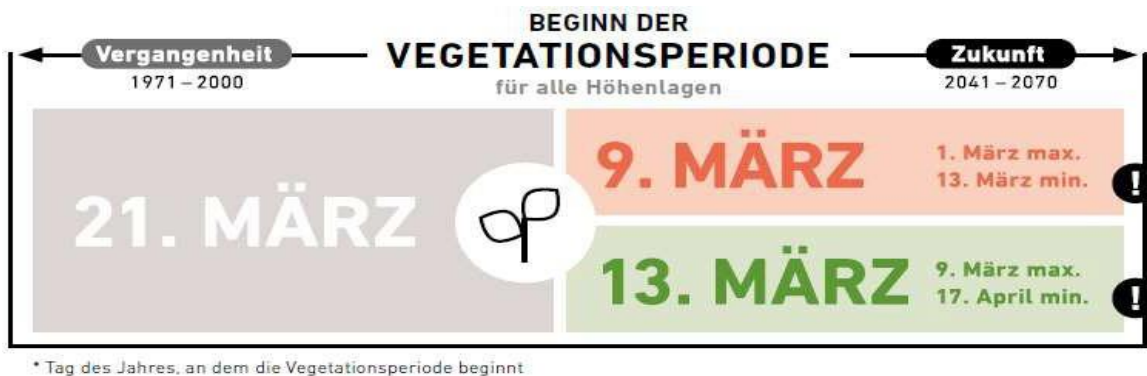 BEGINN DER
VEGETATIONSPERIODE
für alle Höhenlagen
Vergangenheit
1971 – 2000
Zukunft
2041 – 2070
21. MÄRZ
9. MÄRZ
1. März max.
13. März min.
!
13. MÄRZ
9. März max.
17. April min.
!
* Tag des Jahres, an dem die Vegetationsperiode beginnt